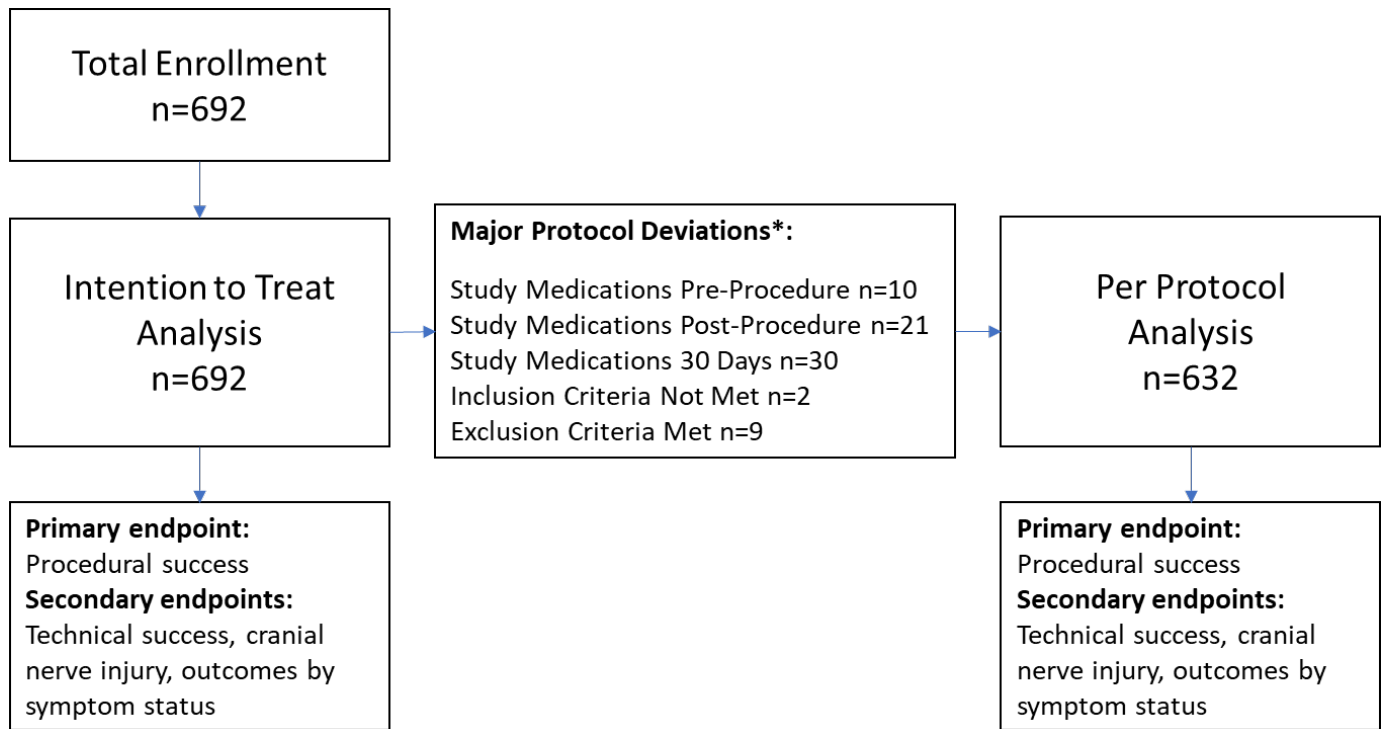 Total Enrollment
n=692
Intention to Treat
Analysis
n=692
Major Protocol Deviations*:
Study Medications Pre-Procedure n=10
Study Medications Post-Procedure n=21
Study Medications 30 Days n=30
Inclusion Criteria Not Met n=2
Exclusion Criteria Met n=9
Per Protocol
Analysis
n=632
Primary endpoint:
Procedural success
Secondary endpoints:
Technical success, cranial
nerve injury, outcomes by
symptom status
Primary endpoint:
Procedural success
Secondary endpoints:
Technical success, cranial
nerve injury, outcomes by
symptom status